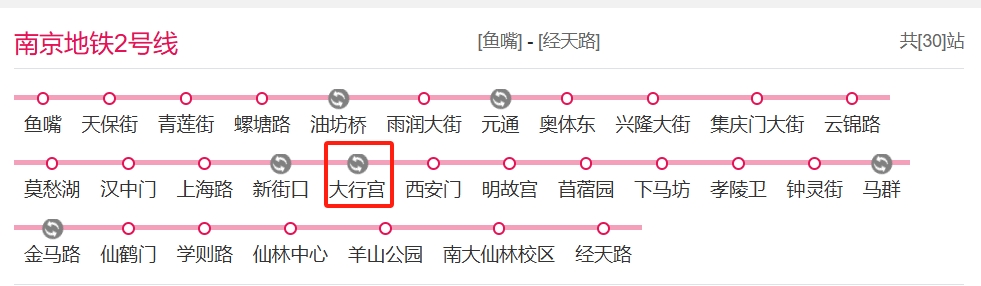 南京地铁2号线 [鱼嘴] - [经天路] 共[30]站
鱼嘴 天保街 青莲街 螺塘路 油坊桥 雨润大街 元通 奥体东 兴隆大街 集庆门大街 云锦路
莫愁湖 汉中门 上海路 新街口 大行宫 西安门 明故宫 苜蓿园 下马坊 孝陵卫 钟灵街 马群
金马路 仙鹤门 学则路 仙林中心 羊山公园 南大仙林校区 经天路